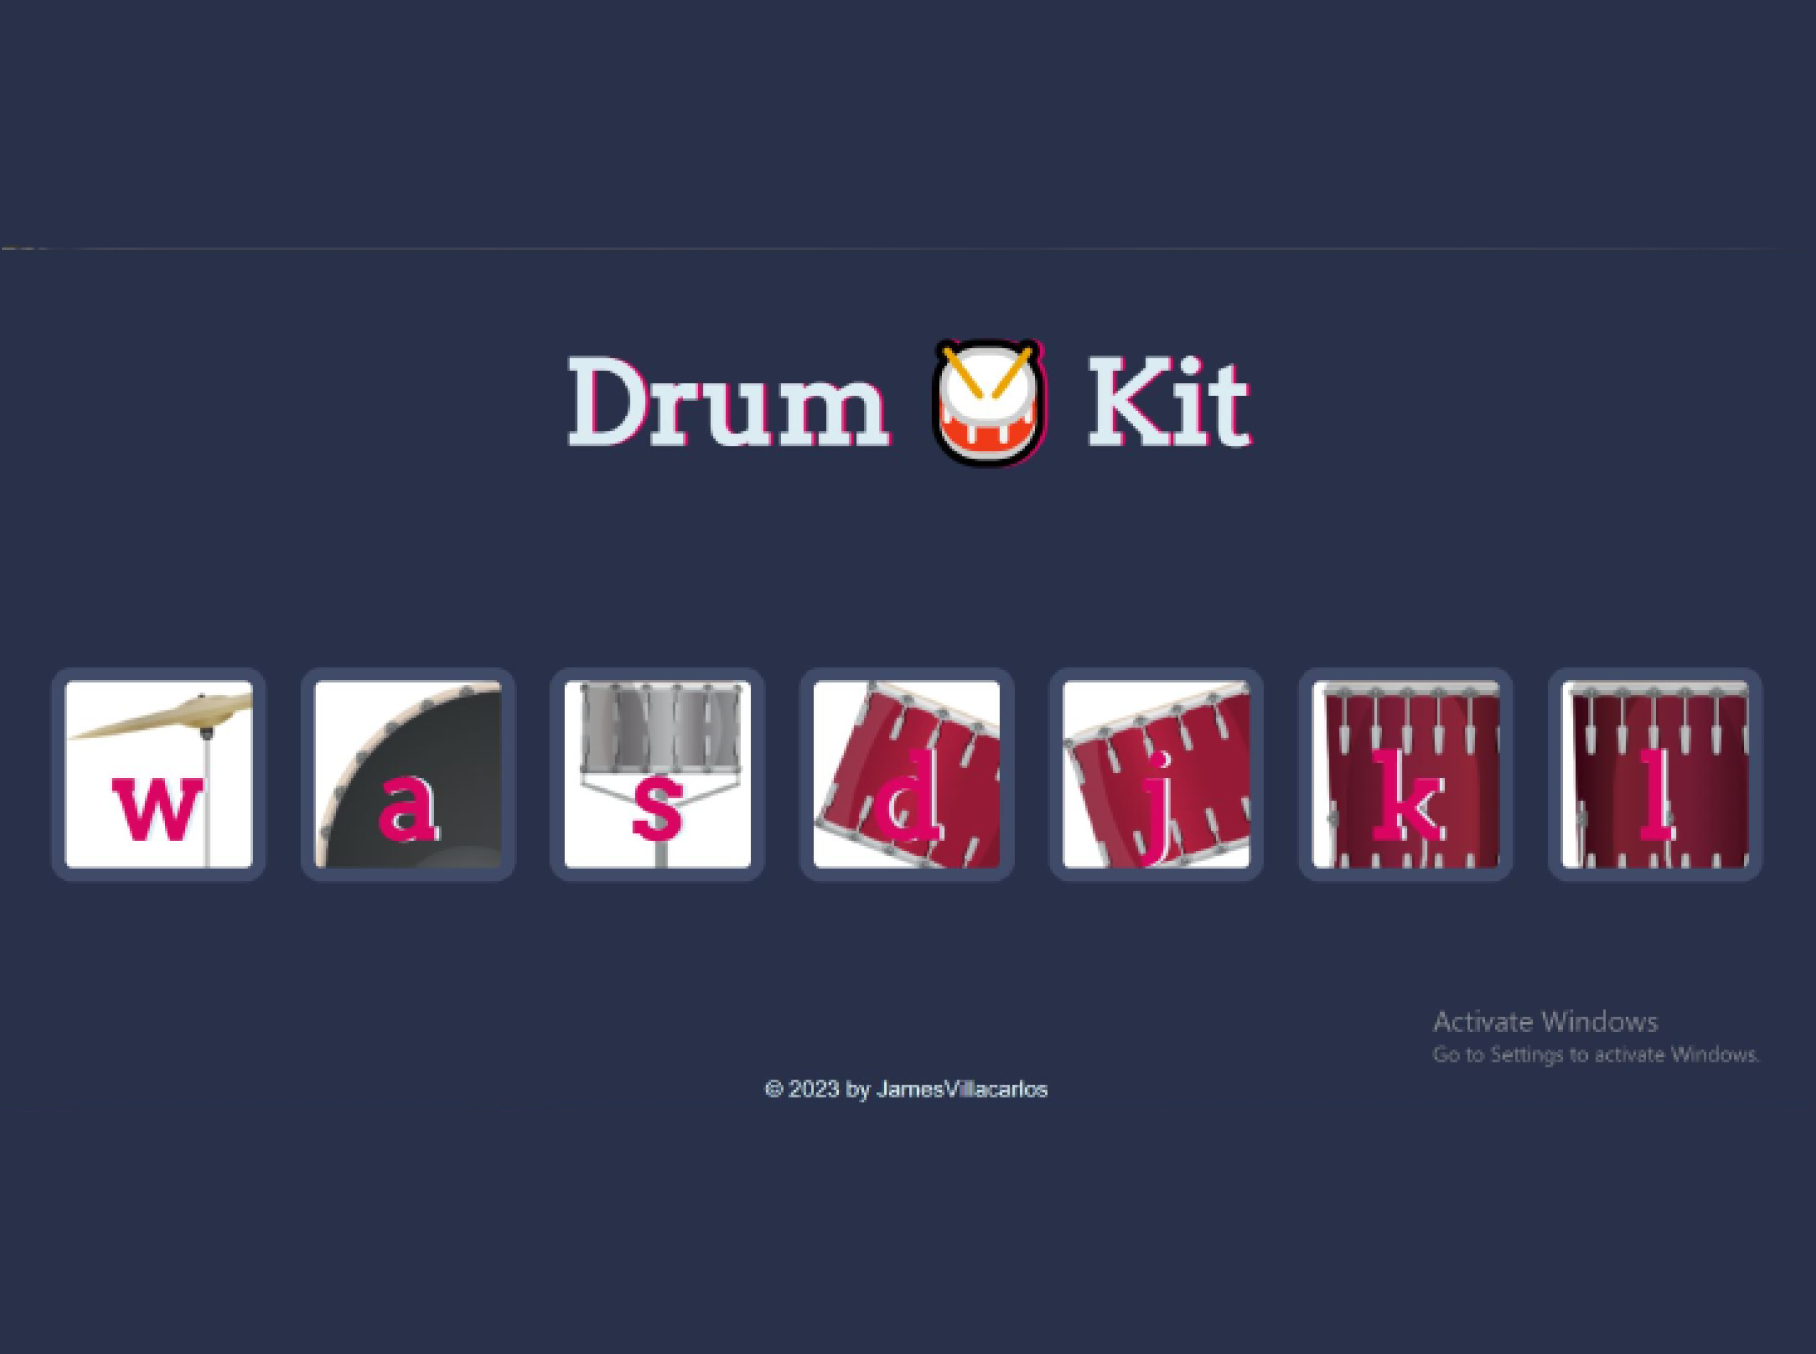 Drum 🥁 Kit
w a s d j k l
Activate Windows
Go to Settings to activate Windows.
© 2023 by JamesVillacarlos